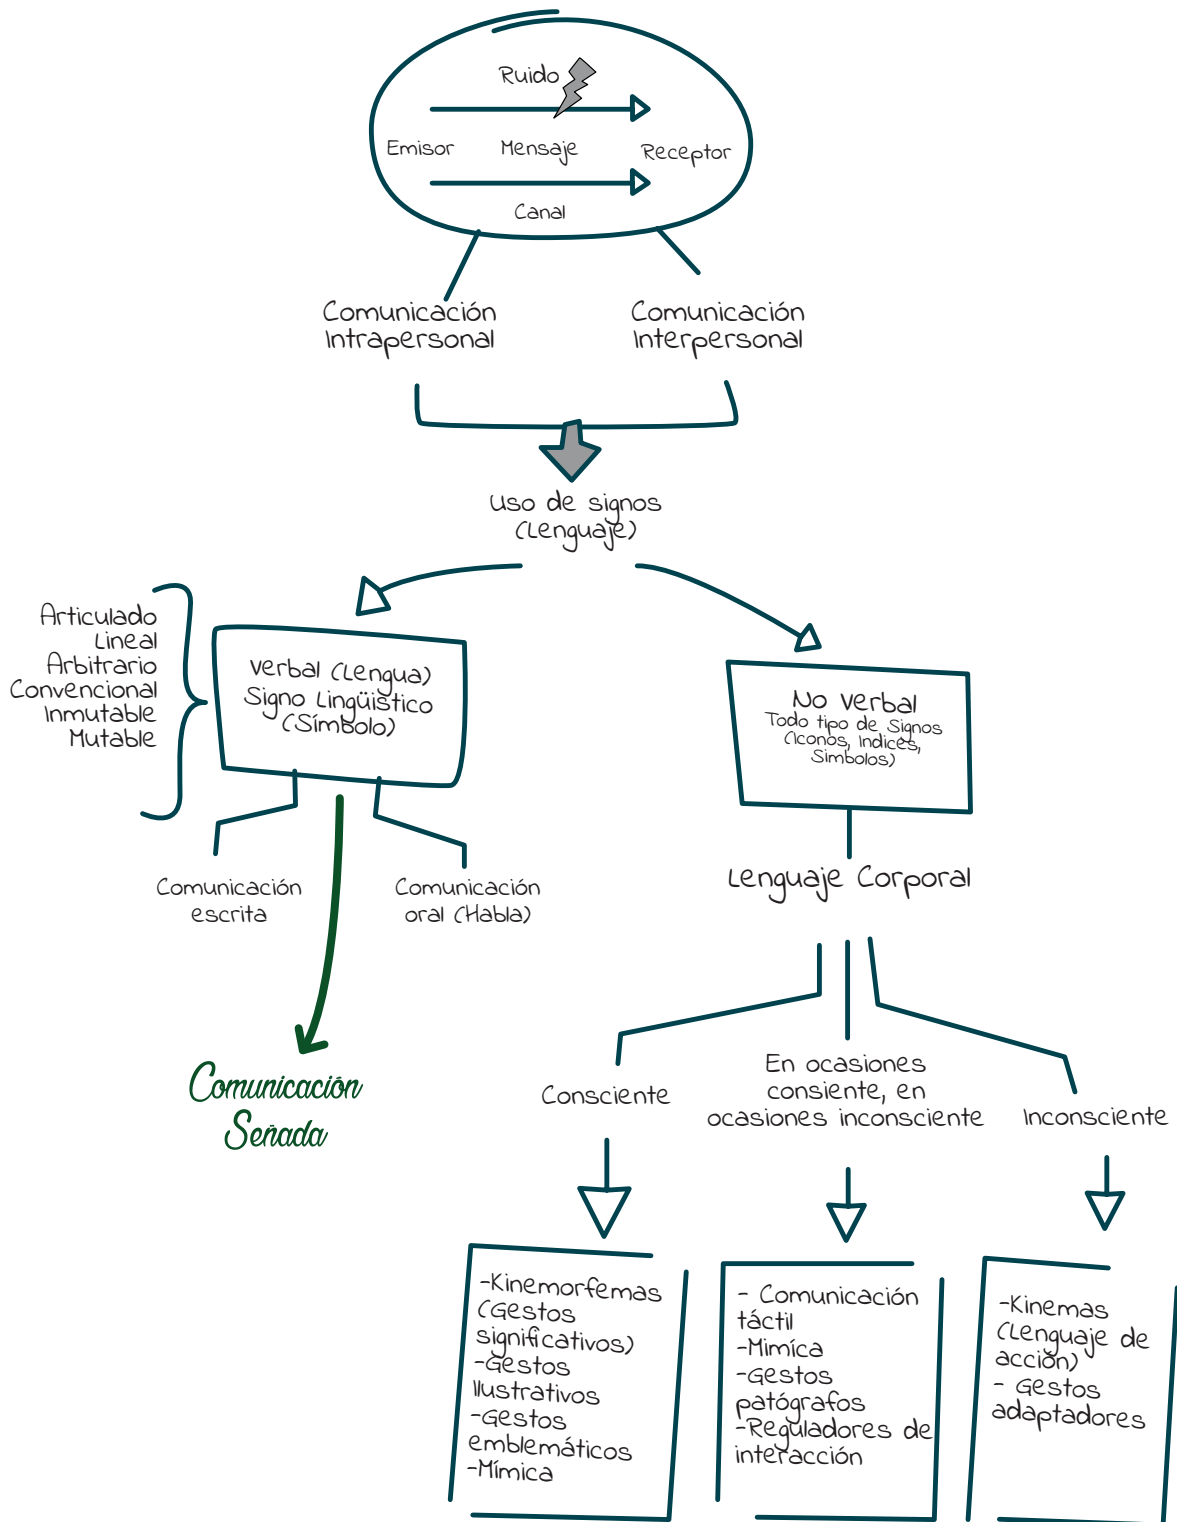 Ruido
Emisor
Mensaje
Receptor
Canal
Comunicación
Intrapersonal
Comunicación
Interpersonal
Uso de signos
(Lenguaje)
Articulado
Lineal
Arbitrario
Convencional
Inmutable
Mutable
Verbal (Lengua)
Signo Lingüistico
(Símbolo)
No Verbal
Todo tipo de Signos
(Iconos, Indices,
Simbolos)
Comunicación
escrita
Comunicación
oral (Habla)
Lenguaje Corporal
Comunicación
Señada
Consciente
En ocasiones
consiente, en
ocasiones inconsciente
Inconsciente
-Kinemorfemas
(Gestos
significativos)
-Gestos
Ilustrativos
-Gestos
emblemáticos
-Mímica
- Comunicación
táctil
-Mimíca
-Gestos
patógrafos
-Reguladores de
interacción
-Kinemas
(Lenguaje de
acción)
- Gestos
adaptadores